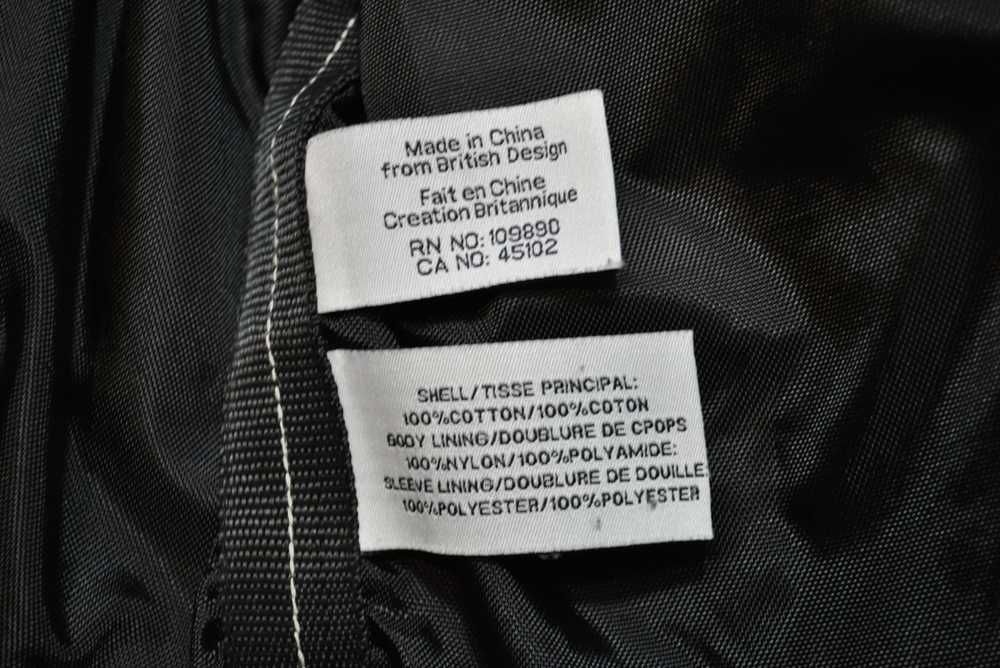 Made in China
from British Design
Fait en Chine
Creation Britannique
RN NO: 109890
CA NO: 45102
SHELL/TISSE PRINCIPAL:
100%COTTON/100%COTON
BODY LINING/DOUBLURE DE CPOPS
100%NYLON/100%POLYAMIDE:
SLEEVE LINING/DOUBLURE DE DOUILLE:
100%POLYESTER/100%POLYESTER